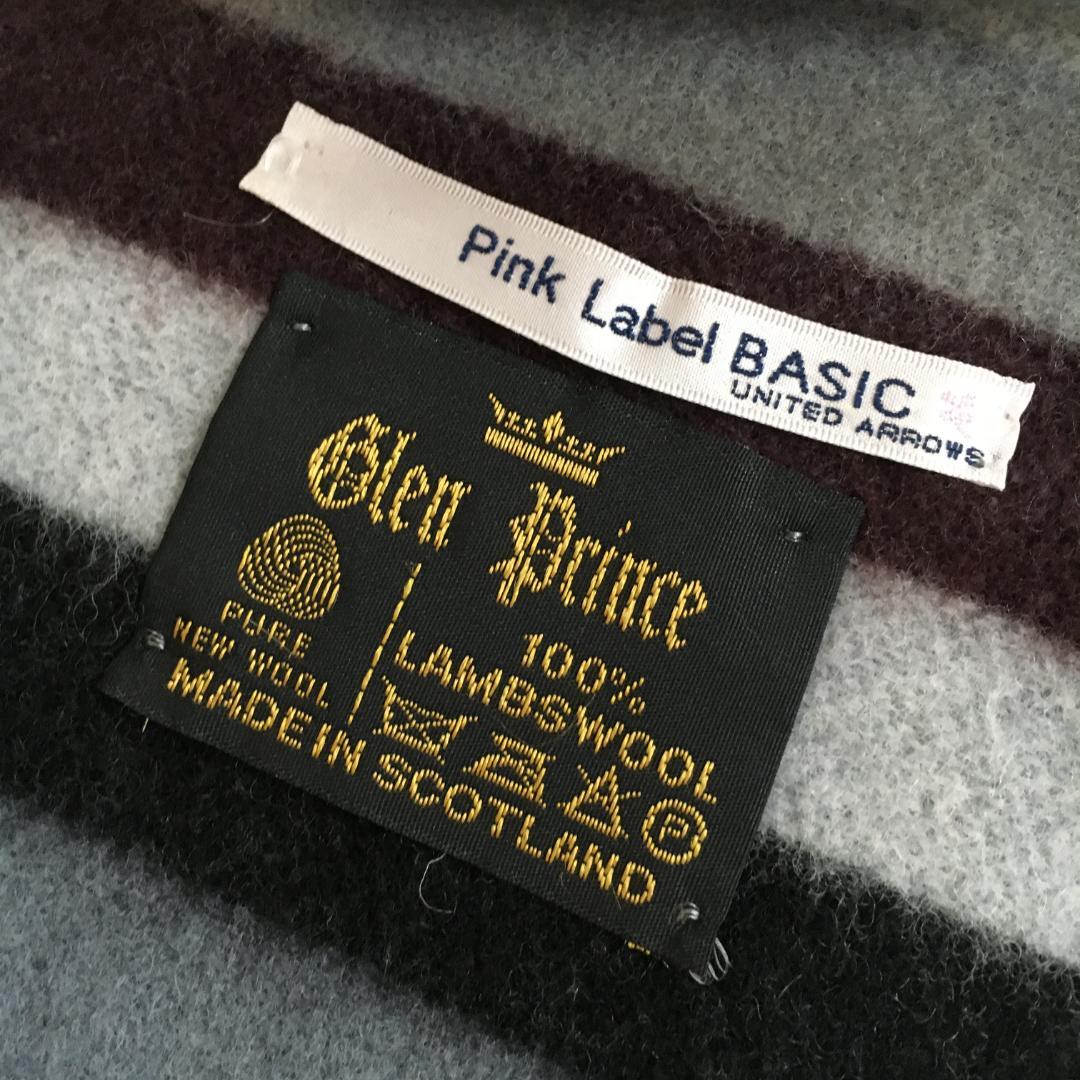 Pink Label BASIC
UNITED ARROWS
Glen Prince
PURE
NEW WOOL
100%
LAMBSWOOL
P
MADE IN SCOTLAND